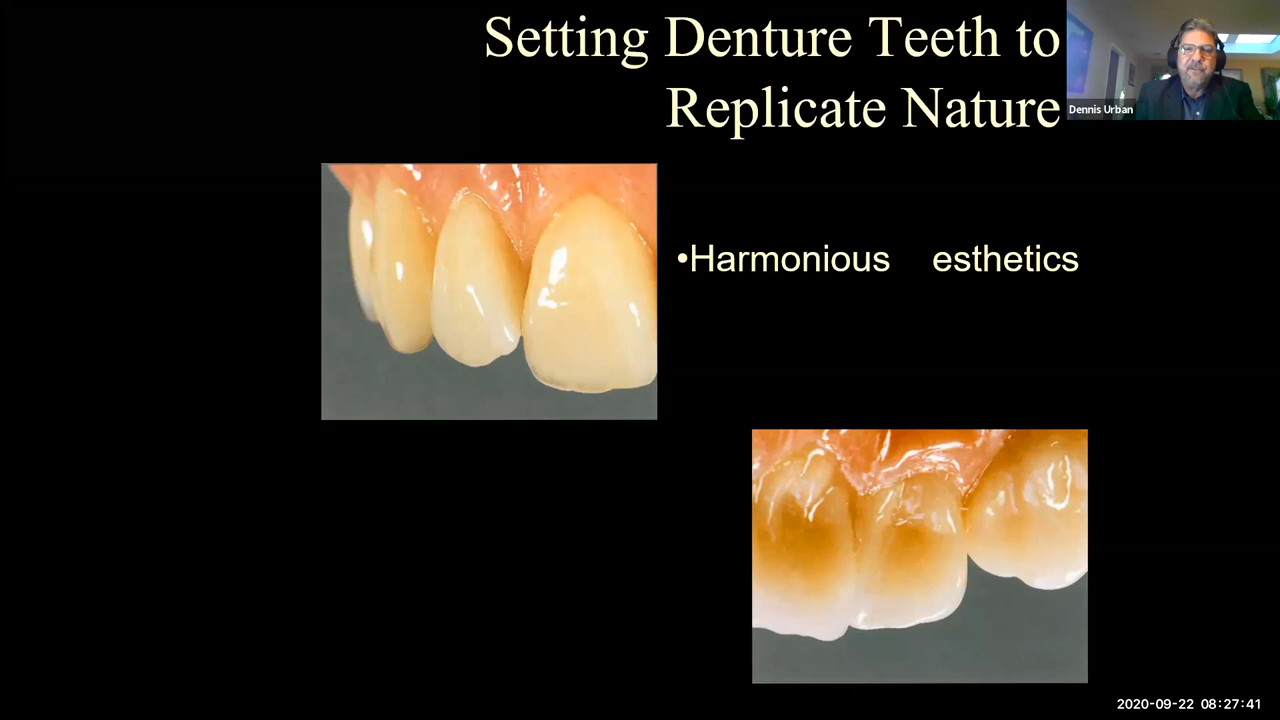 Setting Denture Teeth to
Replicate Nature
Dennis Urban
•Harmonious esthetics
2020-09-22 08:27:41